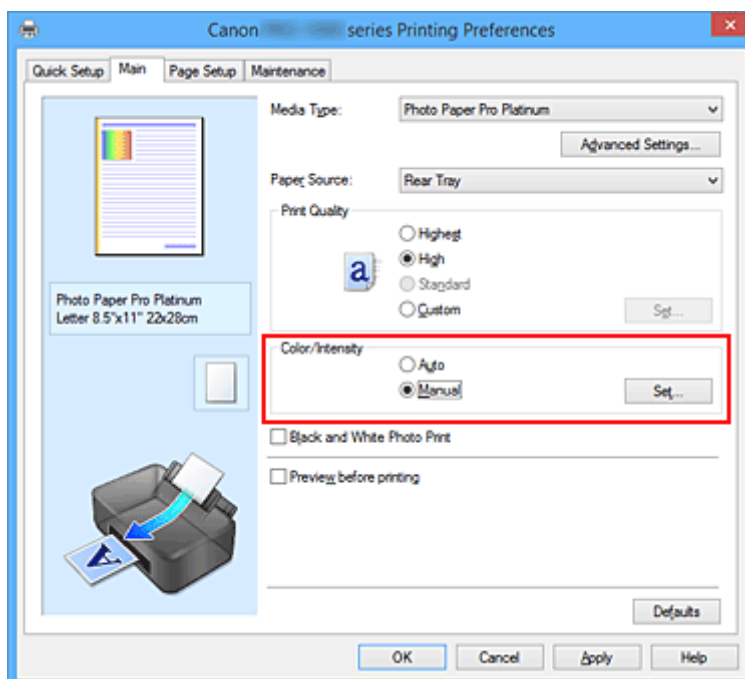 Canon series Printing Preferences
Quick Setup Main Page Setup Maintenance
Media Type: Photo Paper Pro Platinum
Advanced Settings...
Paper Source: Rear Tray
Print Quality
Highest
a High
Standard
Custom Set...
Photo Paper Pro Platinum
Letter 8.5"x11" 22x28cm
Color/Intensity
Auto
Manual Set...
Black and White Photo Print
Preview before printing
A
Defaults
OK Cancel Apply Help